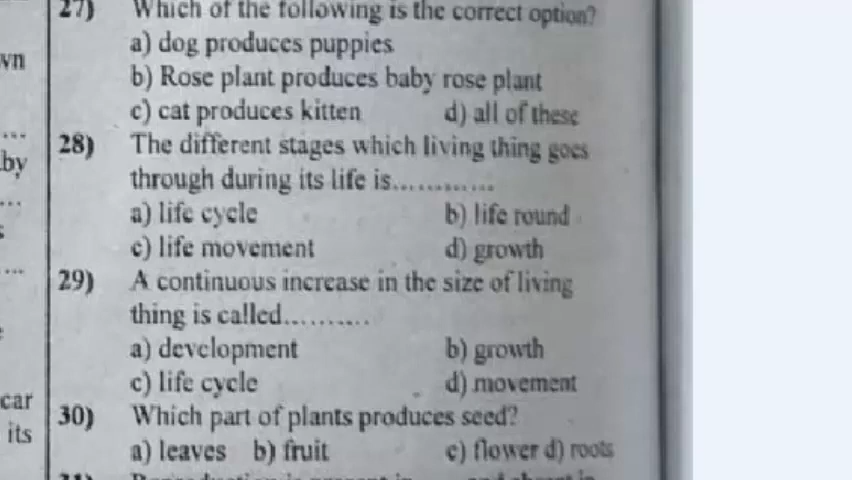 27) Which of the following is the correct option?
a) dog produces puppies
b) Rose plant produces baby rose plant
c) cat produces kitten d) all of these
28) The different stages which living thing goes
through during its life is.............
a) life cycle b) life round
c) life movement d) growth
29) A continuous increase in the size of living
thing is called..........
a) development b) growth
c) life cycle d) movement
30) Which part of plants produces seed?
a) leaves b) fruit c) flower d) roots
vn
...
by
...
...
car
its